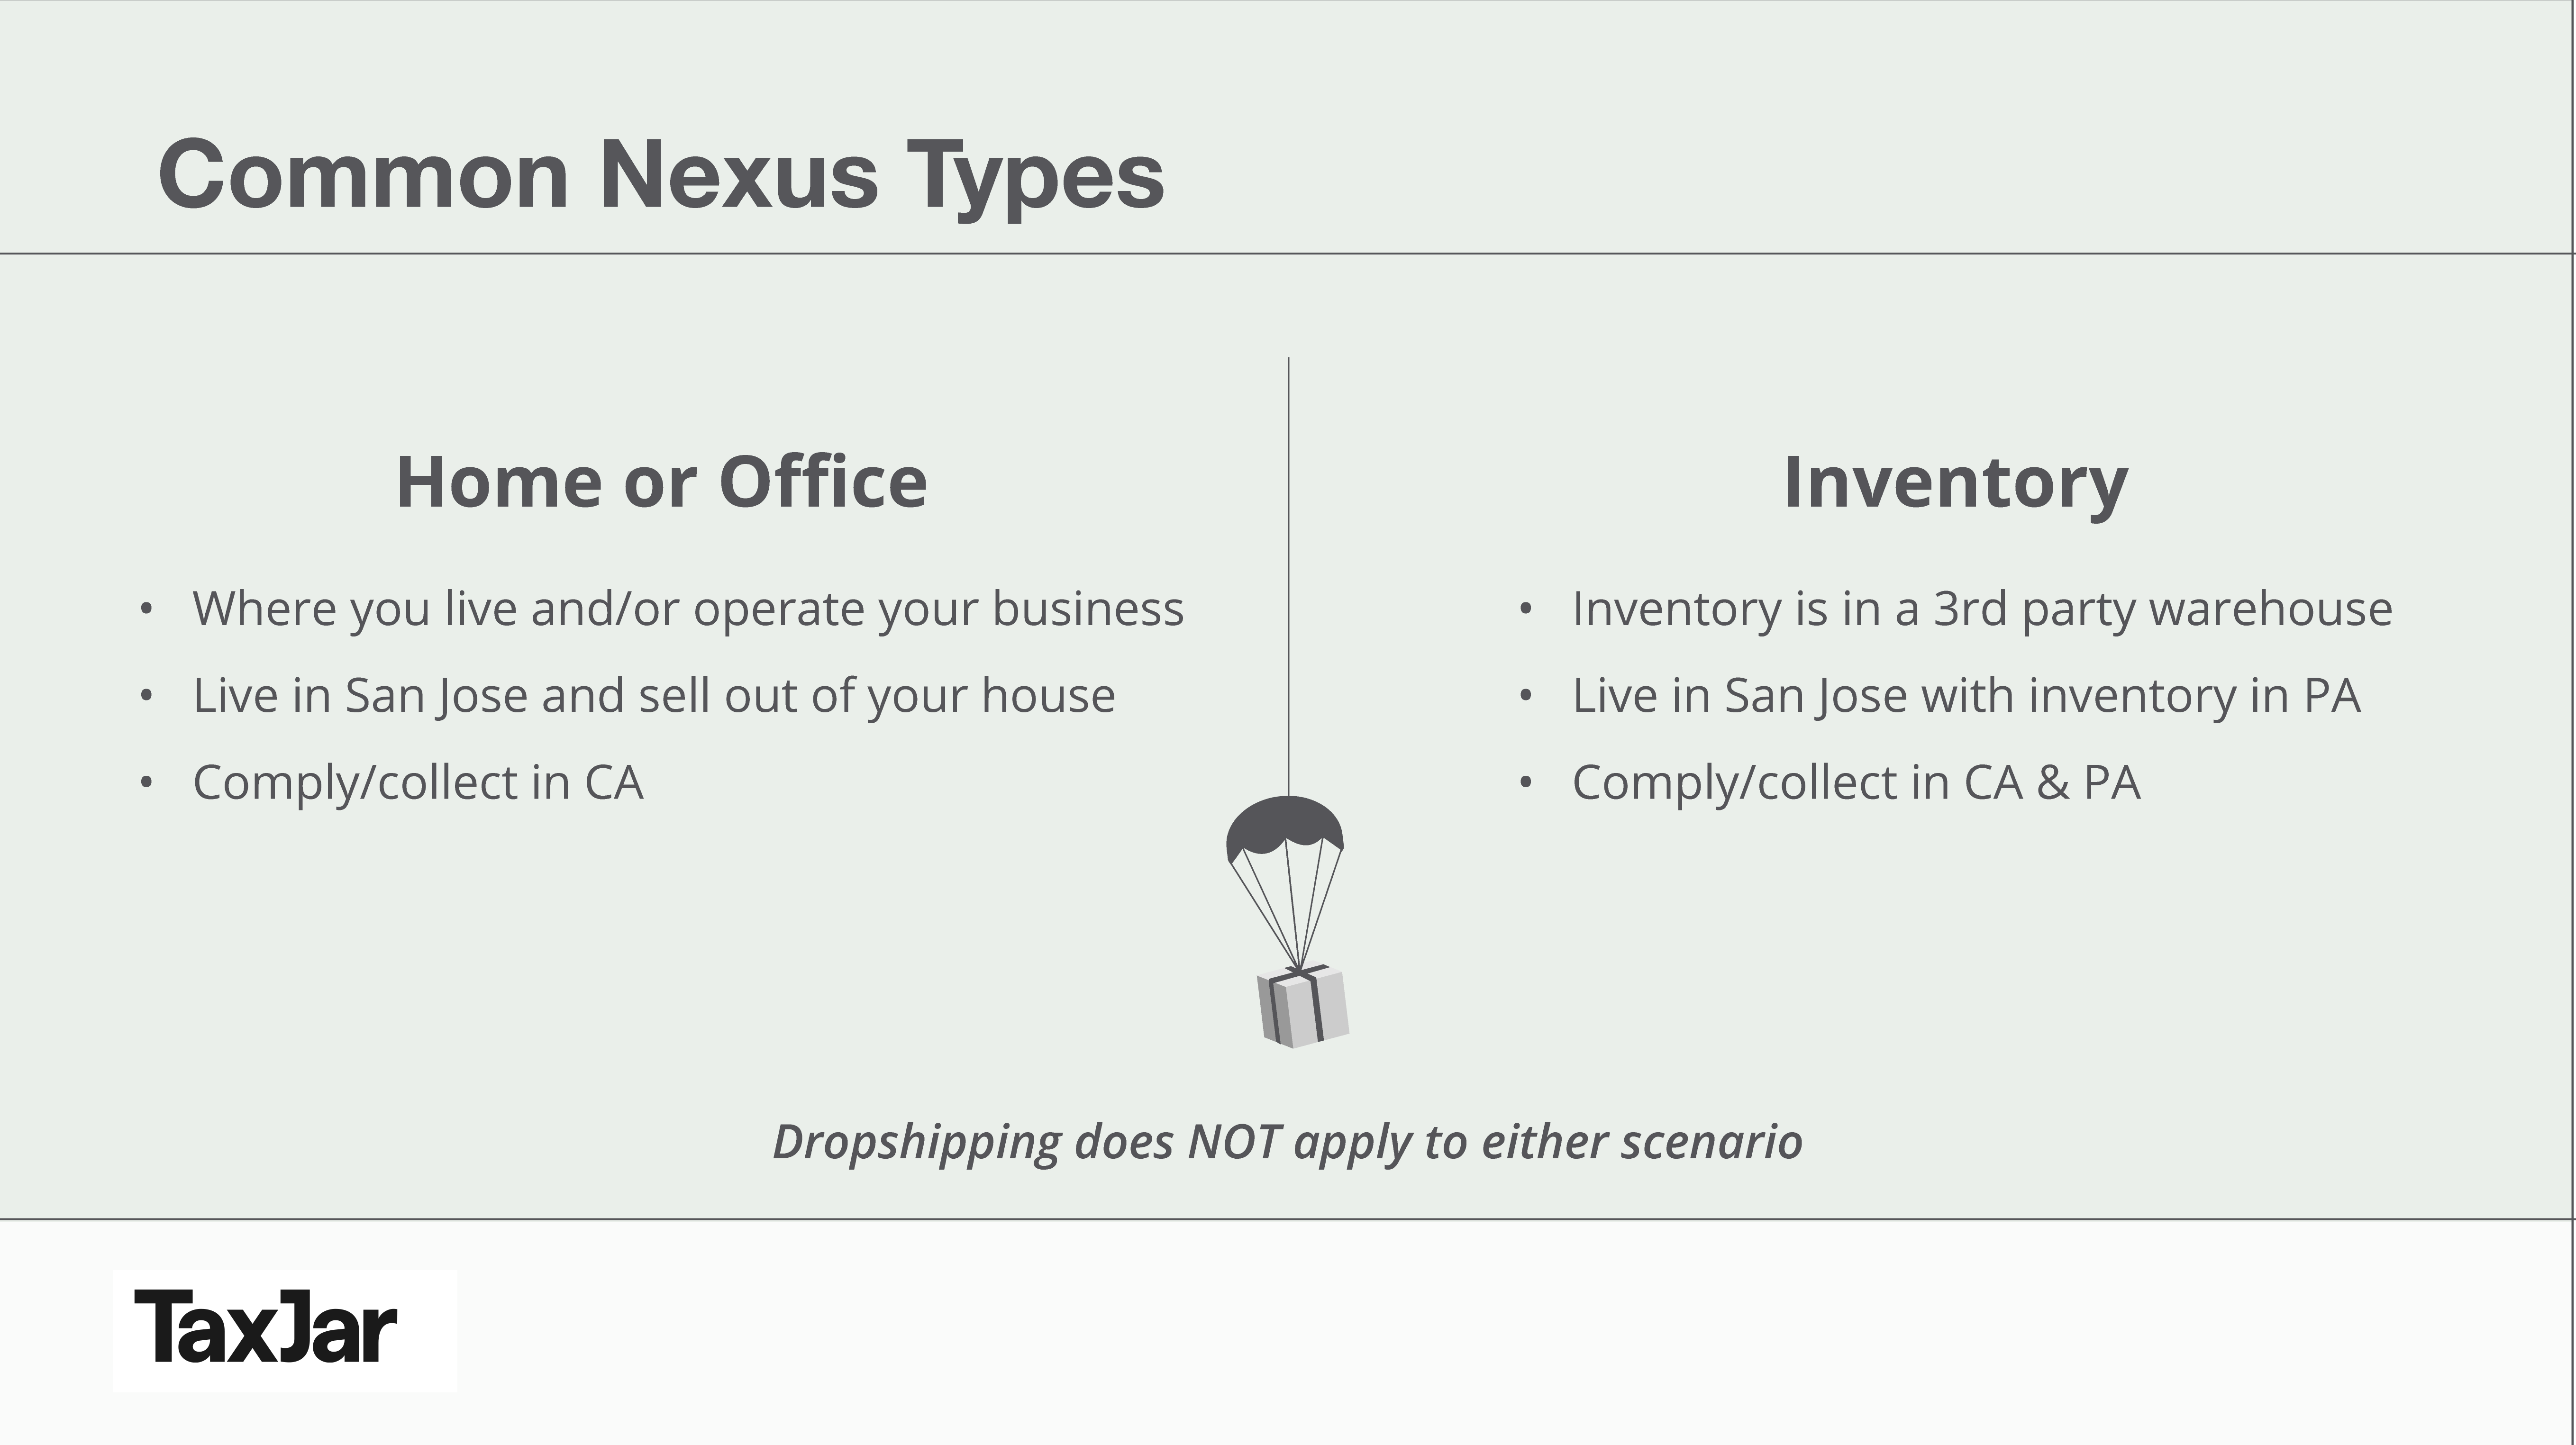 Common Nexus Types
Home or Office
• Where you live and/or operate your business
• Live in San Jose and sell out of your house
• Comply/collect in CA
Inventory
• Inventory is in a 3rd party warehouse
• Live in San Jose with inventory in PA
• Comply/collect in CA & PA
Dropshipping does NOT apply to either scenario
TaxJar